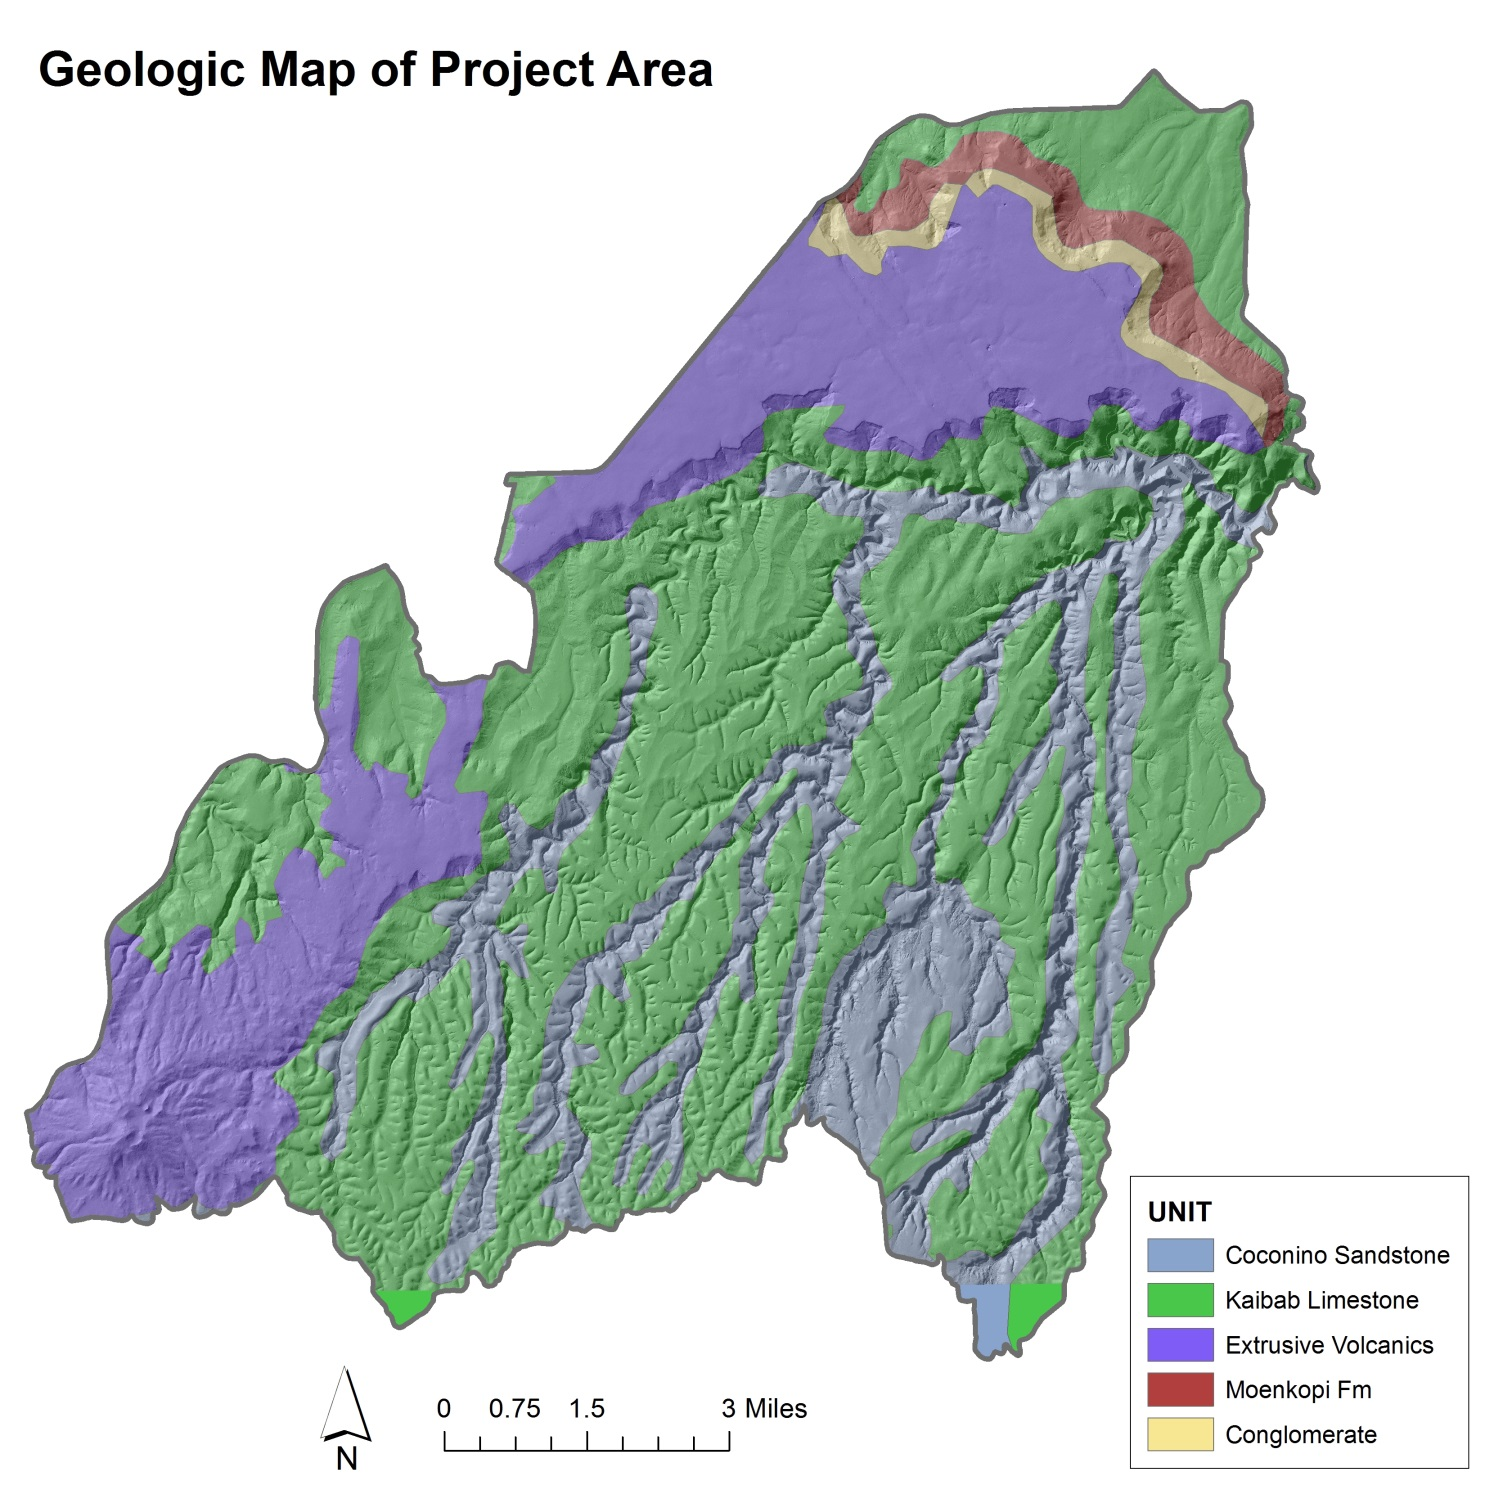 Geologic Map of Project Area
UNIT
Coconino Sandstone
Kaibab Limestone
Extrusive Volcanics
Moenkopi Fm
Conglomerate
0 0.75 1.5 3 Miles
N